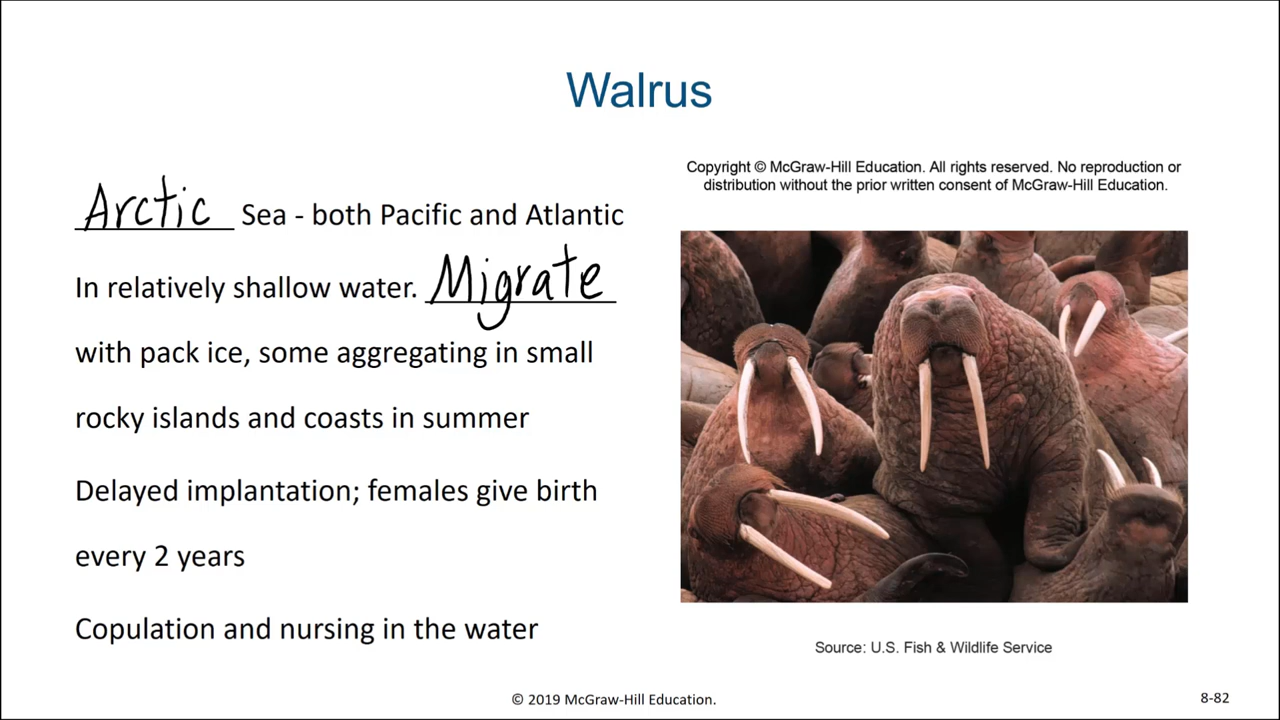 Walrus
Arctic Sea - both Pacific and Atlantic
In relatively shallow water. Migrate
with pack ice, some aggregating in small
rocky islands and coasts in summer
Delayed implantation; females give birth
every 2 years
Copulation and nursing in the water
Copyright © McGraw-Hill Education. All rights reserved. No reproduction or
distribution without the prior written consent of McGraw-Hill Education.
Source: U.S. Fish & Wildlife Service
© 2019 McGraw-Hill Education.
8-82